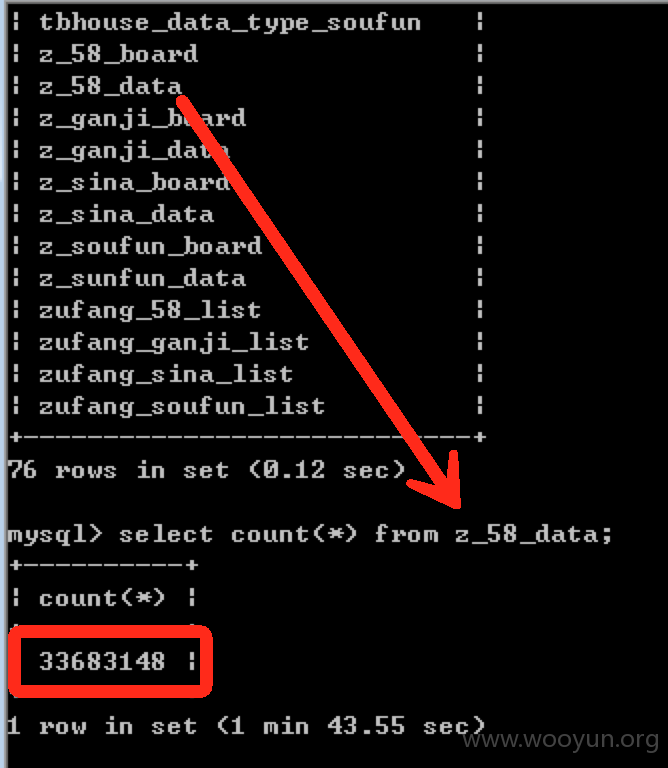 ¦ tbhouse_data_type_soufun ¦
¦ z_58_board ¦
¦ z_58_data ¦
¦ z_ganji_board ¦
¦ z_ganji_data ¦
¦ z_sina_board ¦
¦ z_sina_data ¦
¦ z_soufun_board ¦
¦ z_sunfun_data ¦
¦ zufang_58_list ¦
¦ zufang_ganji_list ¦
¦ zufang_sina_list ¦
¦ zufang_soufun_list ¦
+----------------------------+
76 rows in set (0.12 sec)
mysql> select count(*) from z_58_data;
+----------+
¦ count(*) ¦
33683148 ¦
1 row in set (1 min 43.55 sec)
www.wooyun.org